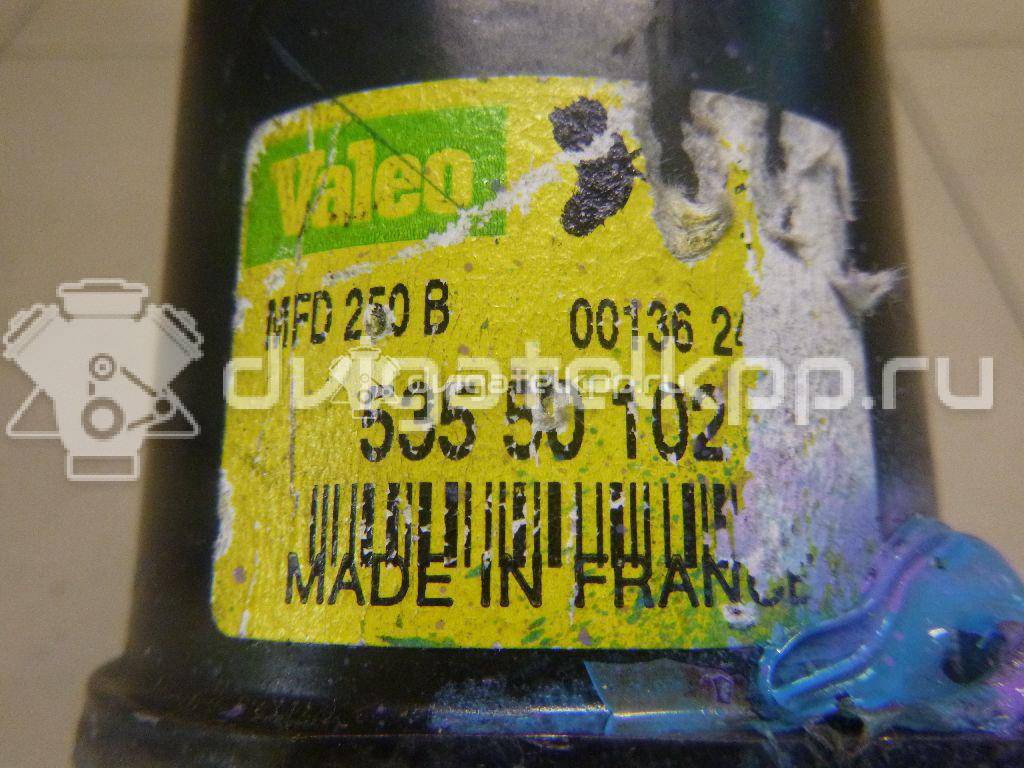 Valeo
MFD 250 B 00136 24
dvigatelkpp.ru
535 50 102
MADE IN FRANCE